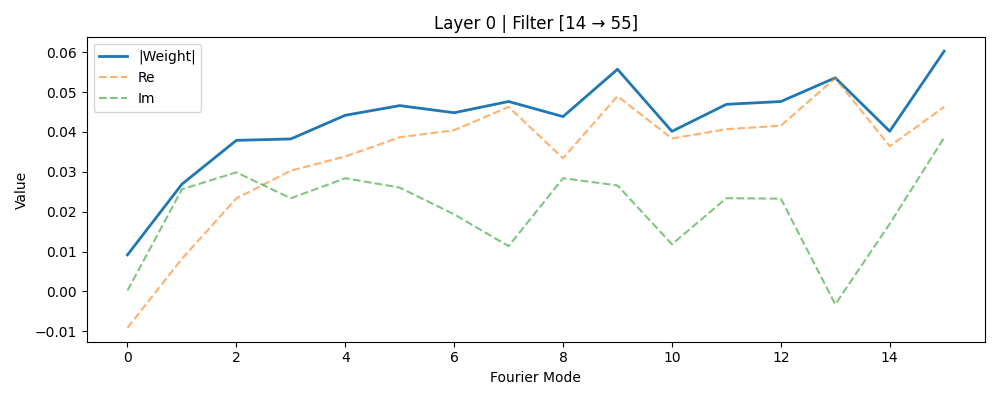 Layer 0 | Filter [14 → 55]
|Weight|
Re
Im
Value
0.06
0.05
0.04
0.03
0.02
0.01
0.00
−0.01
0
2
4
6
8
10
12
14
Fourier Mode